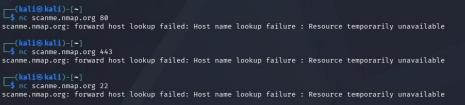 ┌──(kali㉿kali)-[~]
└─$ nc scanme.nmap.org 80
scanme.nmap.org: forward host lookup failed: Host name lookup failure : Resource temporarily unavailable
┌──(kali㉿kali)-[~]
└─$ nc scanme.nmap.org 443
scanme.nmap.org: forward host lookup failed: Host name lookup failure : Resource temporarily unavailable
┌──(kali㉿kali)-[~]
└─$ nc scanme.nmap.org 22
scanme.nmap.org: forward host lookup failed: Host name lookup failure : Resource temporarily unavailable